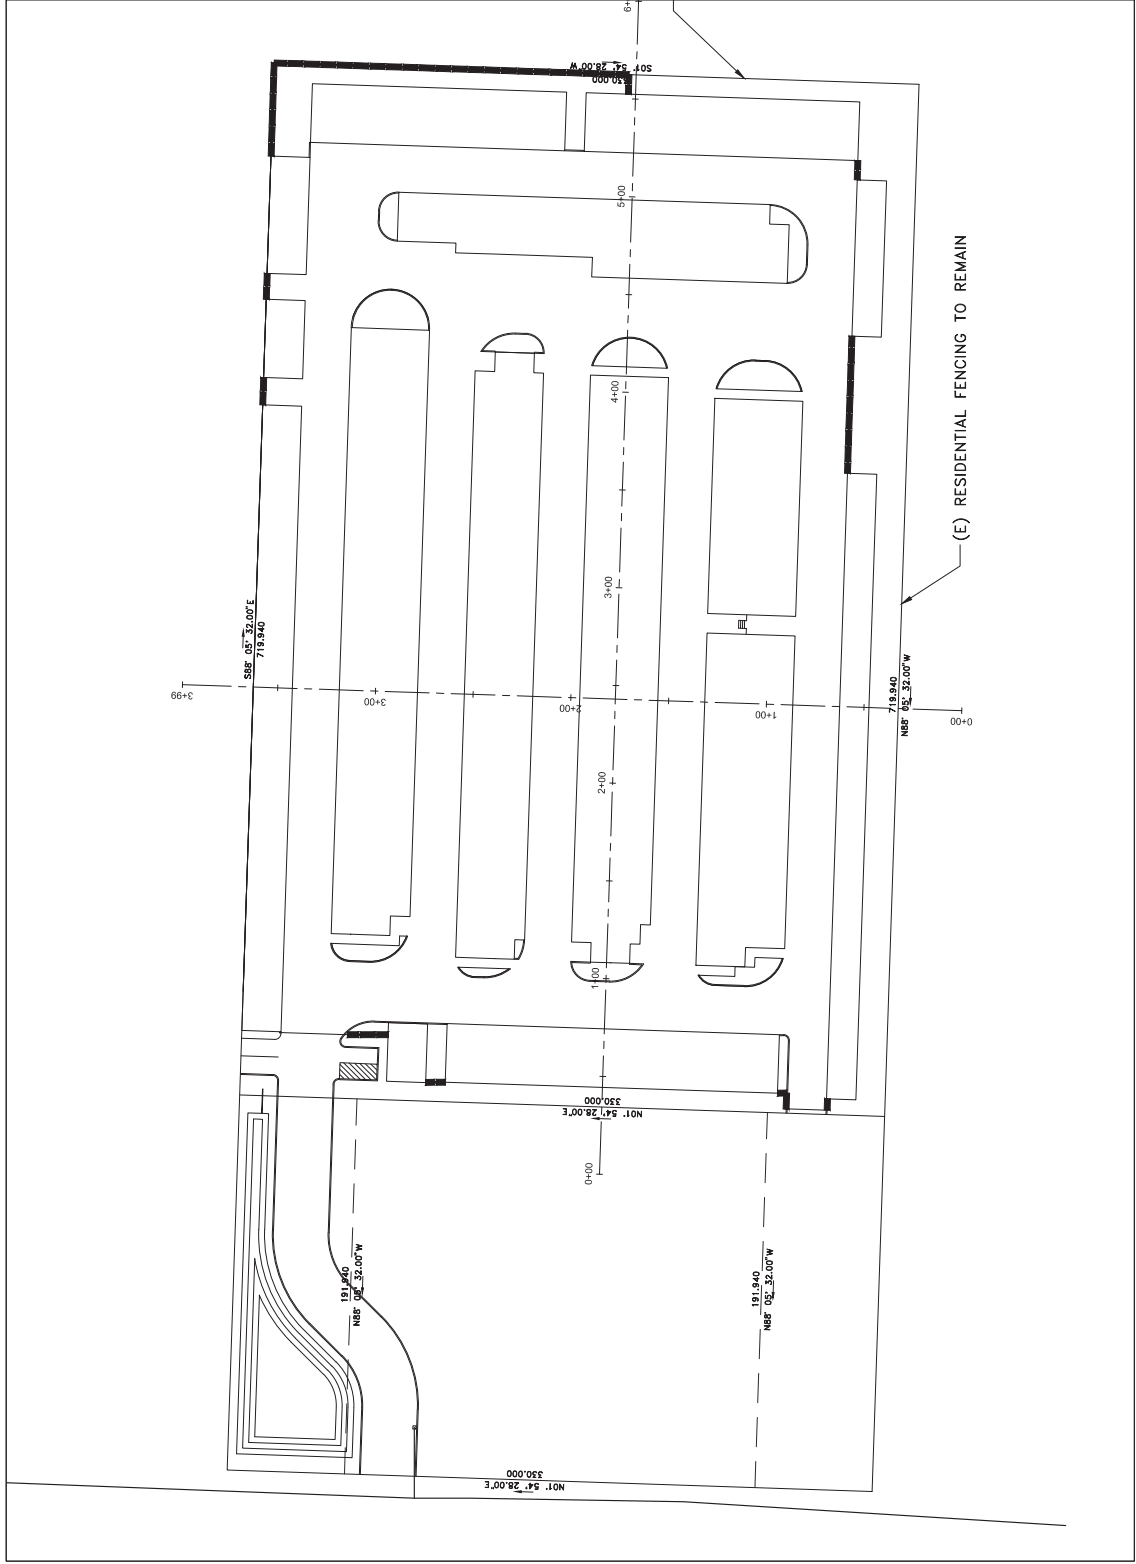 6+
S01° 54' 28.00"W
330.000
5+00
(E) RESIDENTIAL FENCING TO REMAIN
4+00
3+00
S88° 05' 32.00"E
719.940
3+99
3+00
2+00
1+00
0+00
719.940
N88° 05' 32.00"W
2+00
1+00
330.000
N01° 54' 28.00"E
0+00
191.940
N88° 05' 32.00"W
191.940
N88° 05' 32.00"W
330.000
N01° 54' 28.00"E